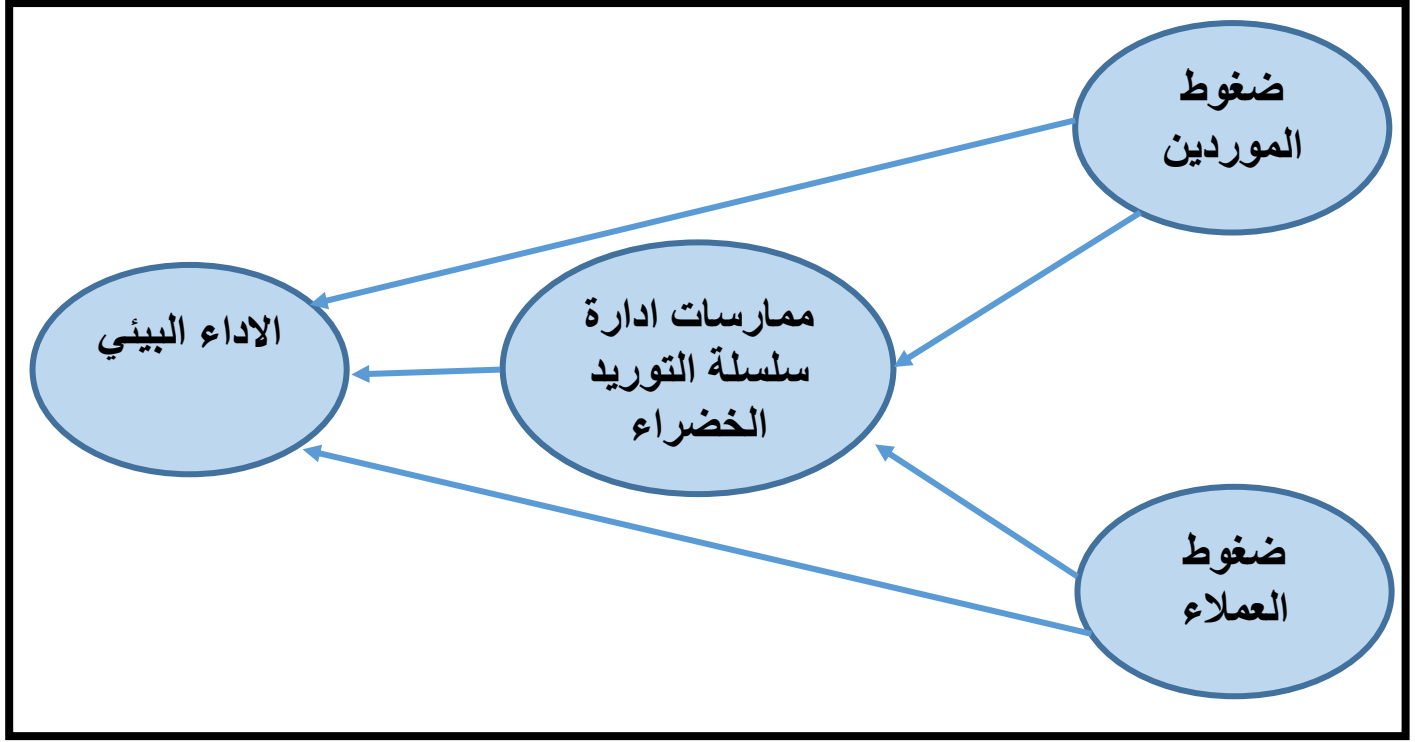 ضغوط
الموردين
ممارسات ادارة
سلسلة التوريد
الخضراء
الاداء البيئي
ضغوط
العملاء